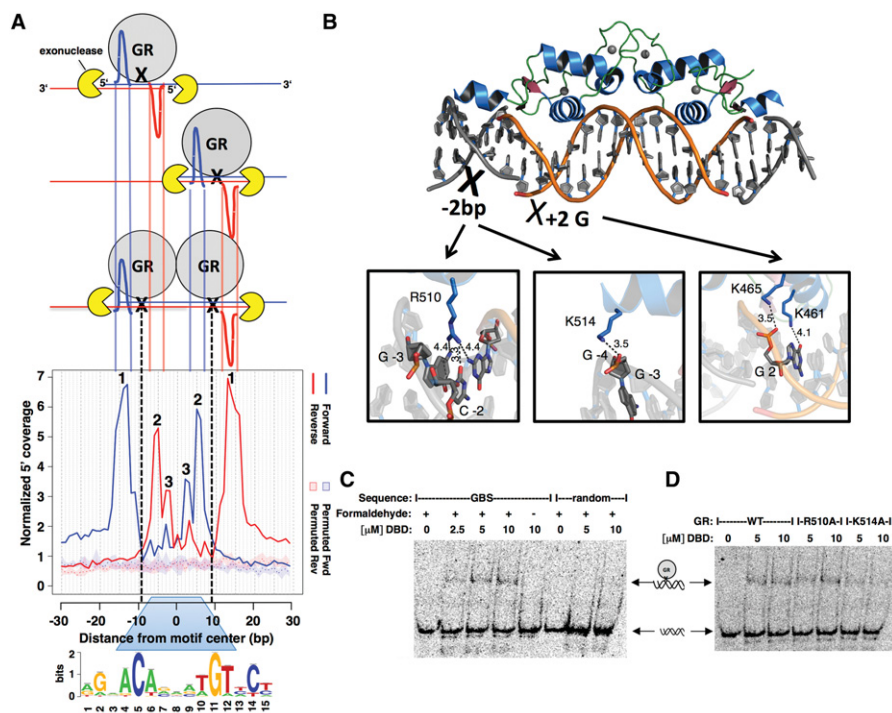 A
exonuclease
GR
X
5'
5'
3'
3'
GR
X
GR
GR
X
X
Normalized 5' coverage
7
6
5
4
3
2
1
0
1
2
3
3
2
1
Reverse
Forward
Permuted Rev
Permuted Fwd
-30
-20
-10
0
10
20
30
Distance from motif center (bp)
bits
2
1
0
1 2 3 4 5 6 7 8 9 10 11 12 13 14 15
B
X
-2bp
X+2 G
R510
4.4
3.3
4.4
G -3
C -2
K514
3.5
G -4
G -3
K465
K461
3.5
4.1
G 2
C
Sequence: I----------------GBS----------------I I----random----I
Formaldehyde: + + + + - + + +
[µM] DBD: 0 2.5 5 10 10 0 5 10
GR
D
GR: I--------WT--------I I-R510A-I I-K514A-I
[µM] DBD: 0 5 10 5 10 5 10